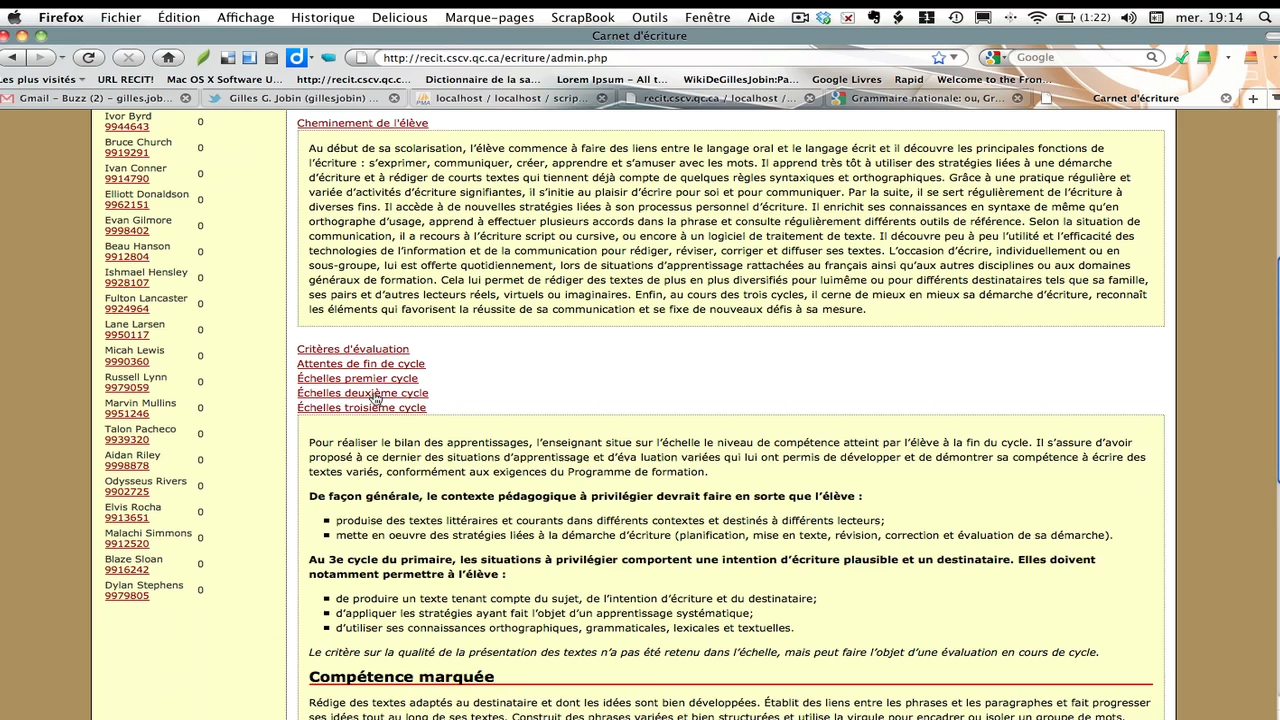 Firefox Fichier Édition Affichage Historique Delicious Marque-pages ScrapBook Outils Fenêtre Aide (1:22) mer. 19:14
Carnet d'écriture
http://recit.cscv.qc.ca/ecriture/admin.php Google
Les plus visités URL RECIT! Mac OS X Software U... http://recit.cscv.qc.c... Dictionnaire de la sa... Lorem Ipsum - All t... WikiDeGillesJobin:Pa... Google Livres Rapid Welcome to the Fron...
Gmail - Buzz (2) - gilles.job... Gilles G. Jobin (gillesjobin) ... localhost / localhost / scrip... recit.cscv.qc.ca / localhost /... Grammaire nationale: ou, Gr... Carnet d'écriture
Ivor Byrd 0
9944643
Bruce Church 0
9919291
Ivan Conner 0
9914790
Elliott Donaldson 0
9962151
Evan Gilmore 0
9998402
Beau Hanson 0
9912804
Ishmael Hensley 0
9928107
Fulton Lancaster 0
9924964
Lane Larsen 0
9950117
Micah Lewis 0
9990360
Russell Lynn 0
9979059
Marvin Mullins 0
9951246
Talon Pacheco 0
9939320
Aidan Riley 0
9998878
Odysseus Rivers 0
9902725
Elvis Rocha 0
9913651
Malachi Simmons 0
9912520
Blaze Sloan 0
9916242
Dylan Stephens 0
9979805
Cheminement de l'élève
Au début de sa scolarisation, l'élève commence à faire des liens entre le langage oral et le langage écrit et il découvre les principales fonctions de
l'écriture : s'exprimer, communiquer, créer, apprendre et s'amuser avec les mots. Il apprend très tôt à utiliser des stratégies liées à une démarche
d'écriture et à rédiger de courts textes qui tiennent déjà compte de quelques règles syntaxiques et orthographiques. Grâce à une pratique régulière et
variée d'activités d'écriture signifiantes, il s'initie au plaisir d'écrire pour soi et pour communiquer. Par la suite, il se sert régulièrement de l'écriture à
diverses fins. Il accède à de nouvelles stratégies liées à son processus personnel d'écriture. Il enrichit ses connaissances en syntaxe de même qu'en
orthographe d'usage, apprend à effectuer plusieurs accords dans la phrase et consulte régulièrement différents outils de référence. Selon la situation de
communication, il a recours à l'écriture script ou cursive, ou encore à un logiciel de traitement de texte. Il découvre peu à peu l'utilité et l'efficacité des
technologies de l'information et de la communication pour rédiger, réviser, corriger et diffuser ses textes. L'occasion d'écrire, individuellement ou en
sous-groupe, lui est offerte quotidiennement, lors de situations d'apprentissage rattachées au français ainsi qu'aux autres disciplines ou aux domaines
généraux de formation. Cela lui permet de rédiger des textes de plus en plus diversifiés pour luimême ou pour différents destinataires tels que sa famille,
ses pairs et d'autres lecteurs réels, virtuels ou imaginaires. Enfin, au cours des trois cycles, il cerne de mieux en mieux sa démarche d'écriture, reconnaît
les éléments qui favorisent la réussite de sa communication et se fixe de nouveaux défis à sa mesure.
Critères d'évaluation
Attentes de fin de cycle
Échelles premier cycle
Échelles deuxième cycle
Échelles troisième cycle
Pour réaliser le bilan des apprentissages, l'enseignant situe sur l'échelle le niveau de compétence atteint par l'élève à la fin du cycle. Il s'assure d'avoir
proposé à ce dernier des situations d'apprentissage et d'éva luation variées qui lui ont permis de développer et de démontrer sa compétence à écrire des
textes variés, conformément aux exigences du Programme de formation.
De façon générale, le contexte pédagogique à privilégier devrait faire en sorte que l'élève :
produise des textes littéraires et courants dans différents contextes et destinés à différents lecteurs;
mette en oeuvre des stratégies liées à la démarche d'écriture (planification, mise en texte, révision, correction et évaluation de sa démarche).
Au 3e cycle du primaire, les situations à privilégier comportent une intention d'écriture plausible et un destinataire. Elles doivent
notamment permettre à l'élève :
de produire un texte tenant compte du sujet, de l'intention d'écriture et du destinataire;
d'appliquer les stratégies ayant fait l'objet d'un apprentissage systématique;
d'utiliser ses connaissances orthographiques, grammaticales, lexicales et textuelles.
Le critère sur la qualité de la présentation des textes n'a pas été retenu dans l'échelle, mais peut faire l'objet d'une évaluation en cours de cycle.
Compétence marquée
Rédige des textes adaptés au destinataire et dont les idées sont bien développées. Établit des liens entre les phrases et les paragraphes et fait progresser
ses idées tout au long de ses textes. Construit des phrases variées et bien structurées et utilise la virgule pour encadrer ou isoler un groupe de mots.